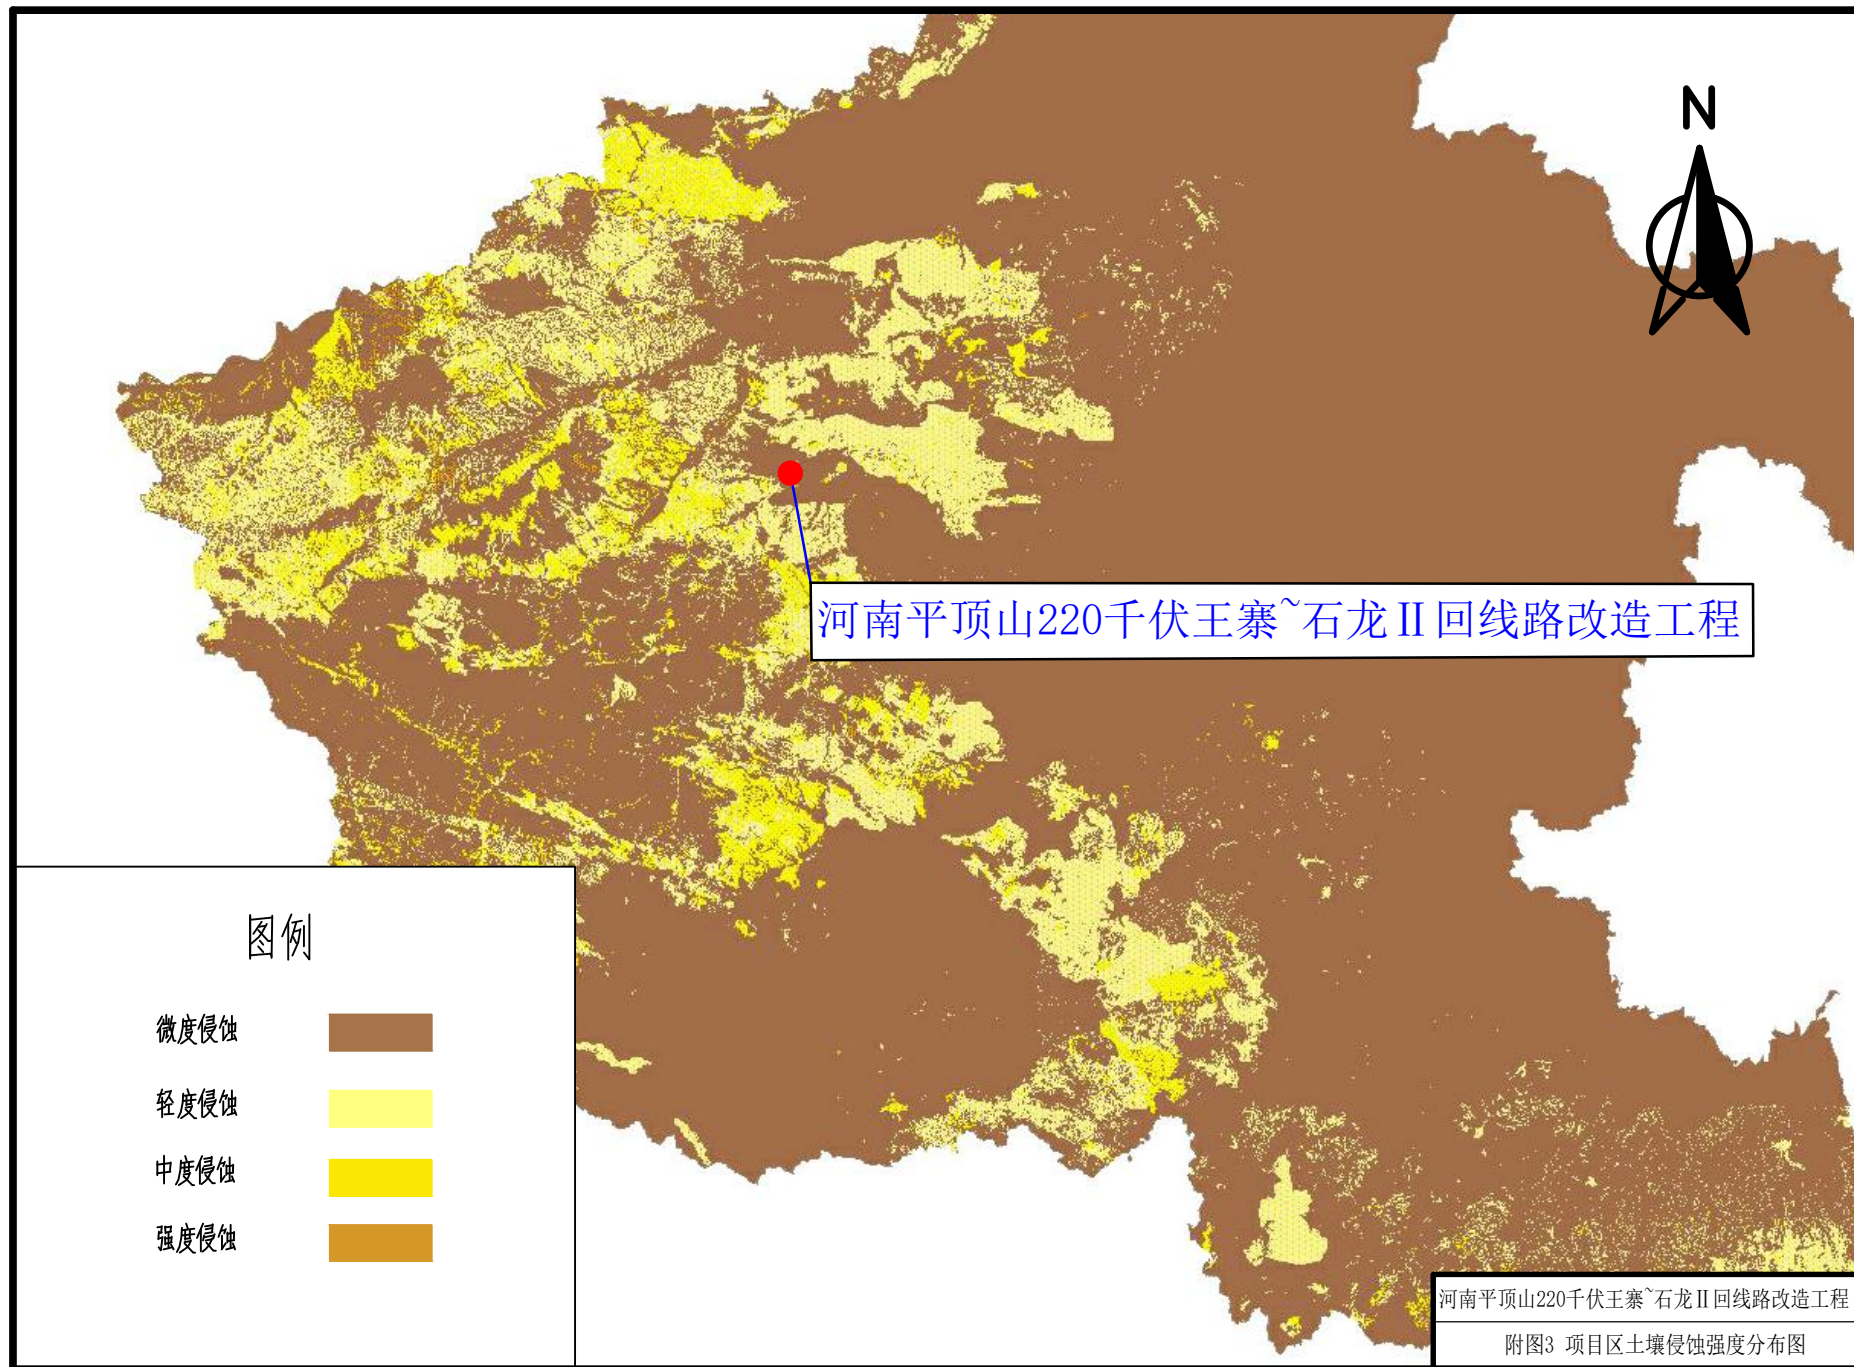 N
河南平顶山220千伏王寨~石龙Ⅱ回线路改造工程
图例
微度侵蚀
轻度侵蚀
中度侵蚀
强度侵蚀
河南平顶山220千伏王寨~石龙Ⅱ回线路改造工程
附图3 项目区土壤侵蚀强度分布图